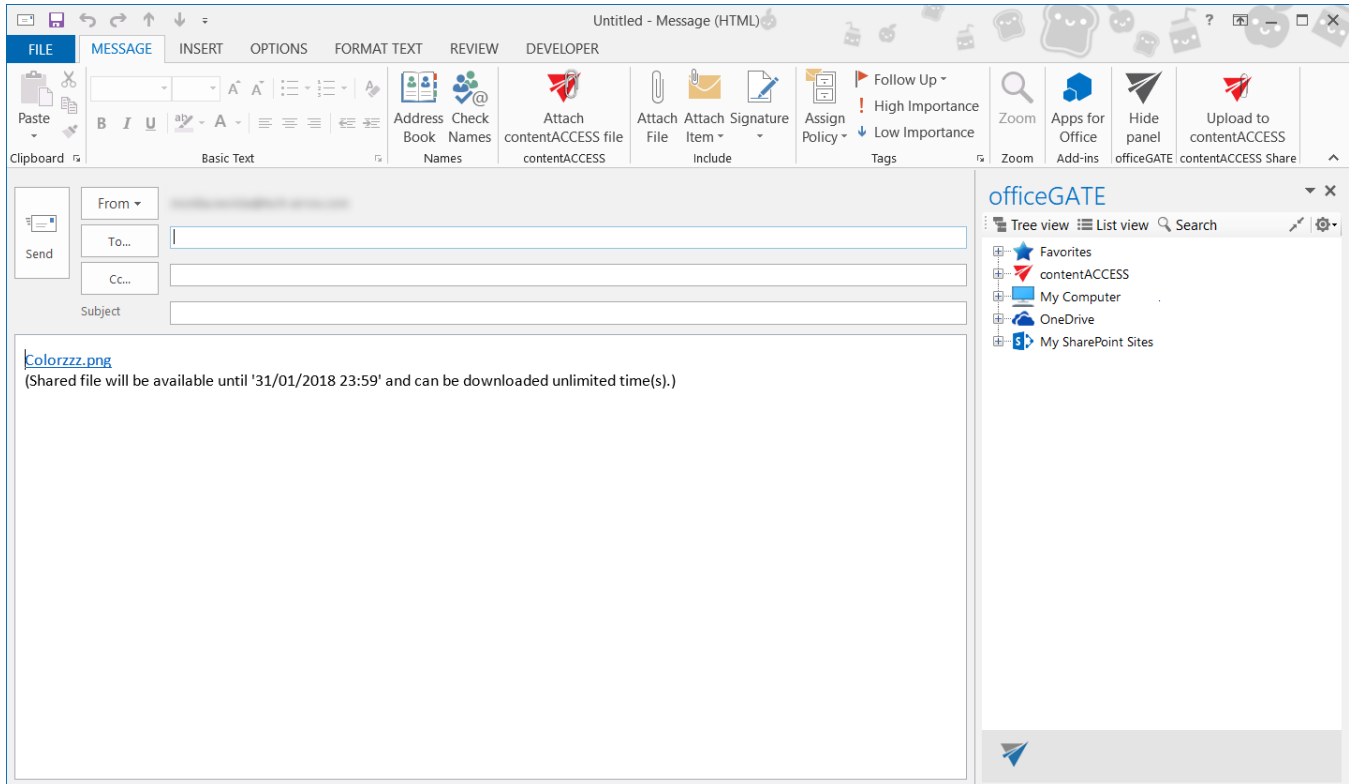 Untitled - Message (HTML)
?
FILE MESSAGE INSERT OPTIONS FORMAT TEXT REVIEW DEVELOPER
Paste
Clipboard
B I U
aby A
A A
Basic Text
Address Book
Check Names
@
Names
Attach contentACCESS file
contentACCESS
Attach File
Attach Item
Signature
Include
Assign Policy
Follow Up
High Importance
Low Importance
Tags
Zoom
Zoom
Apps for Office
Add-ins
Hide panel
officeGATE
Upload to contentACCESS
contentACCESS Share
Send
From
To...
Cc...
Subject
Colorzzz.png
(Shared file will be available until '31/01/2018 23:59' and can be downloaded unlimited time(s).)
officeGATE
Tree view List view Search
Favorites
contentACCESS
My Computer
OneDrive
S My SharePoint Sites